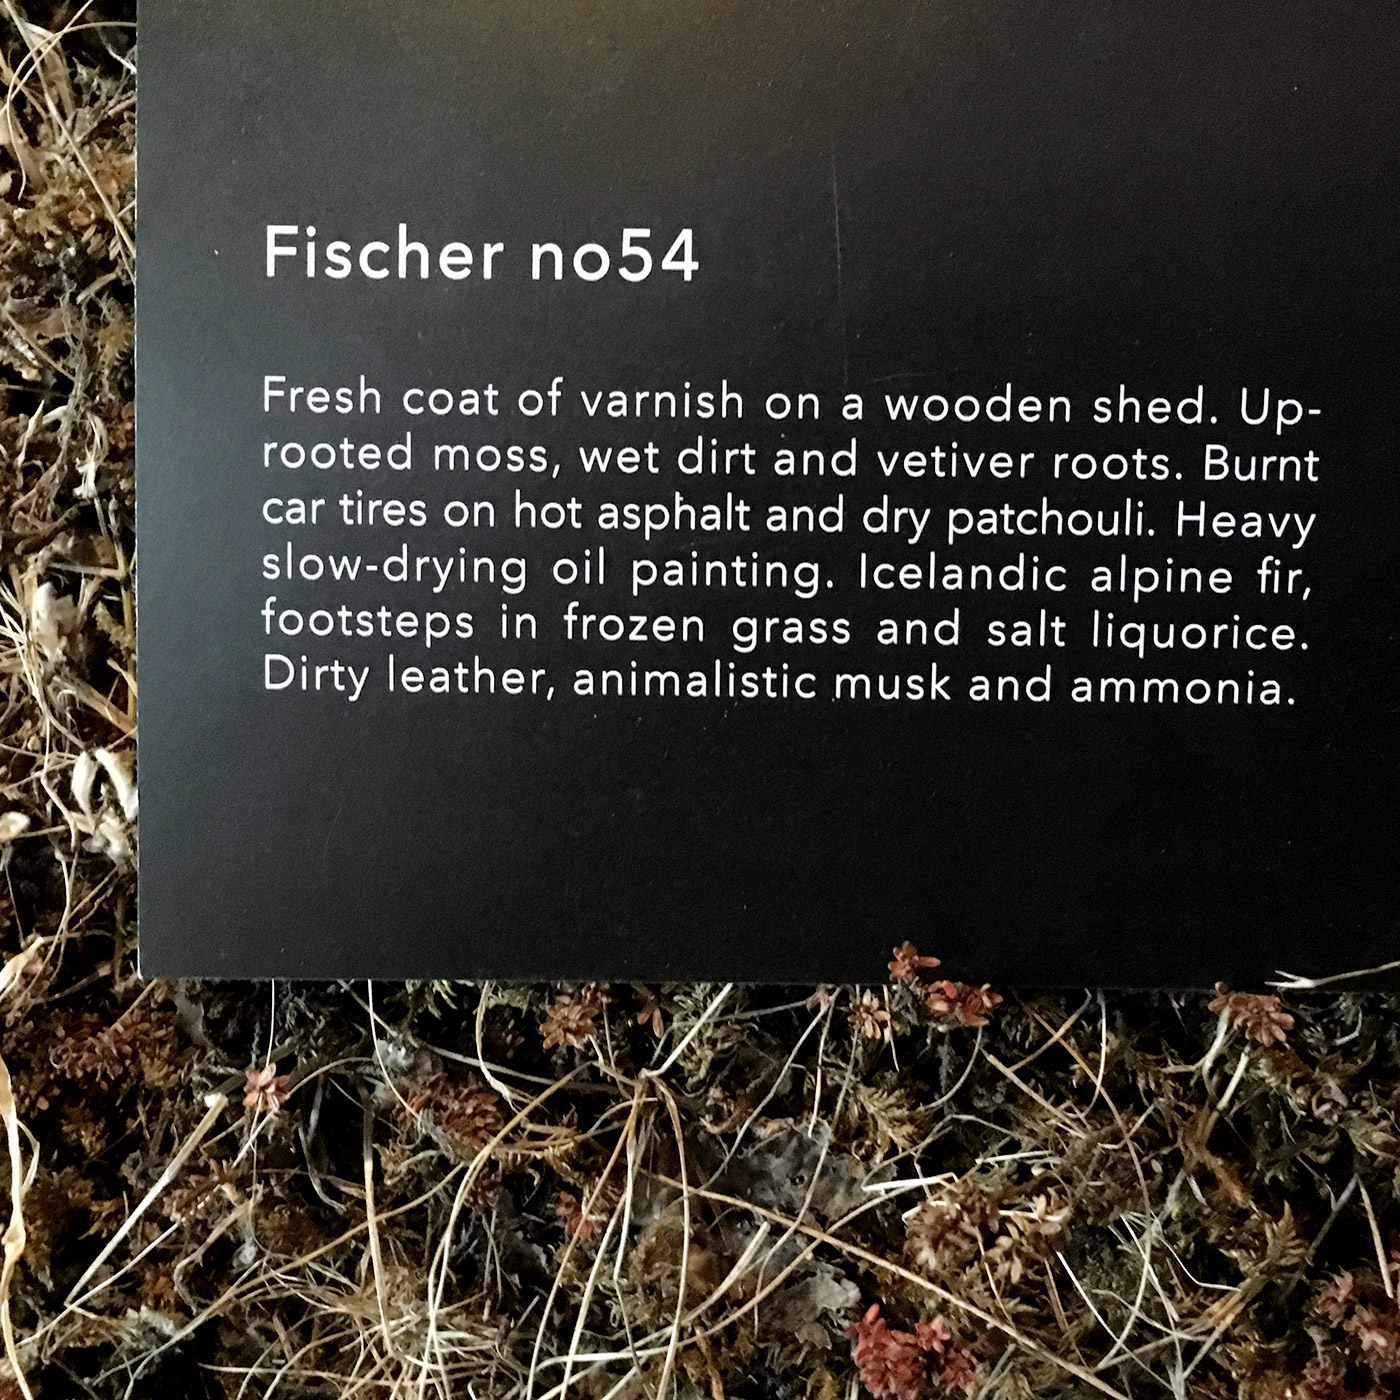 Fischer no54
Fresh coat of varnish on a wooden shed. Up-
rooted moss, wet dirt and vetiver roots. Burnt
car tires on hot asphalt and dry patchouli. Heavy
slow-drying oil painting. Icelandic alpine fir,
footsteps in frozen grass and salt liquorice.
Dirty leather, animalistic musk and ammonia.